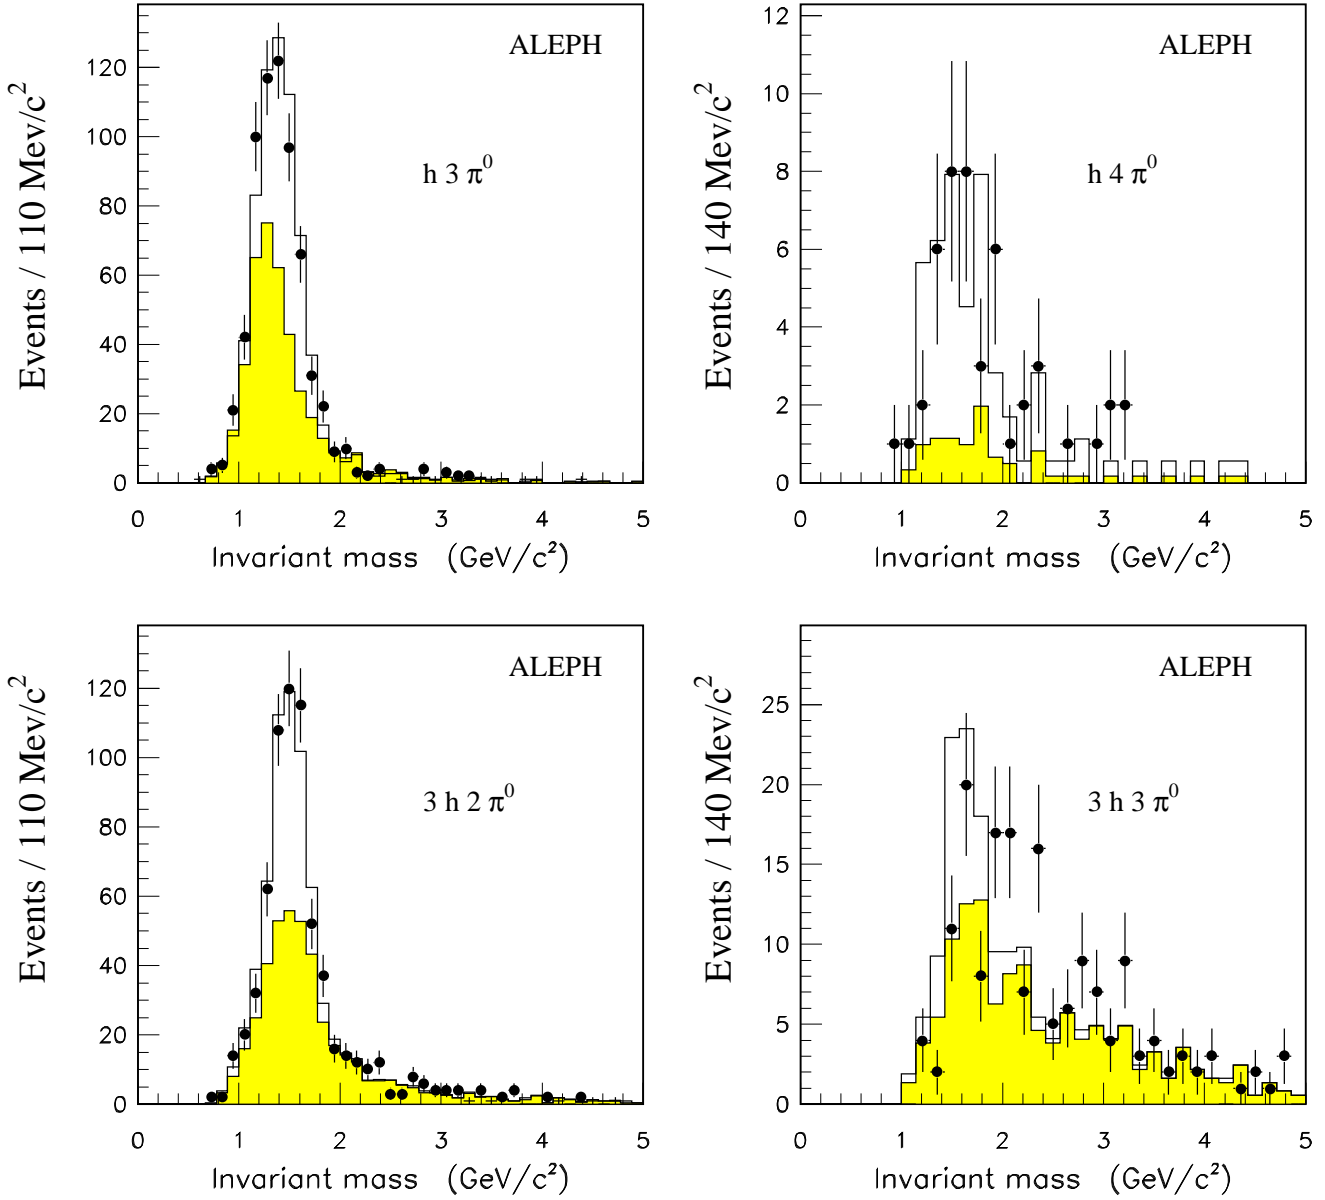 ALEPH
h 3 π⁰
Events / 110 Mev/c²
120
100
80
60
40
20
0
0 1 2 3 4 5
Invariant mass (GeV/c²)
ALEPH
h 4 π⁰
Events / 140 Mev/c²
12
10
8
6
4
2
0
0 1 2 3 4 5
Invariant mass (GeV/c²)
ALEPH
3 h 2 π⁰
Events / 110 Mev/c²
120
100
80
60
40
20
0
0 1 2 3 4 5
Invariant mass (GeV/c²)
ALEPH
3 h 3 π⁰
Events / 140 Mev/c²
25
20
15
10
5
0
0 1 2 3 4 5
Invariant mass (GeV/c²)